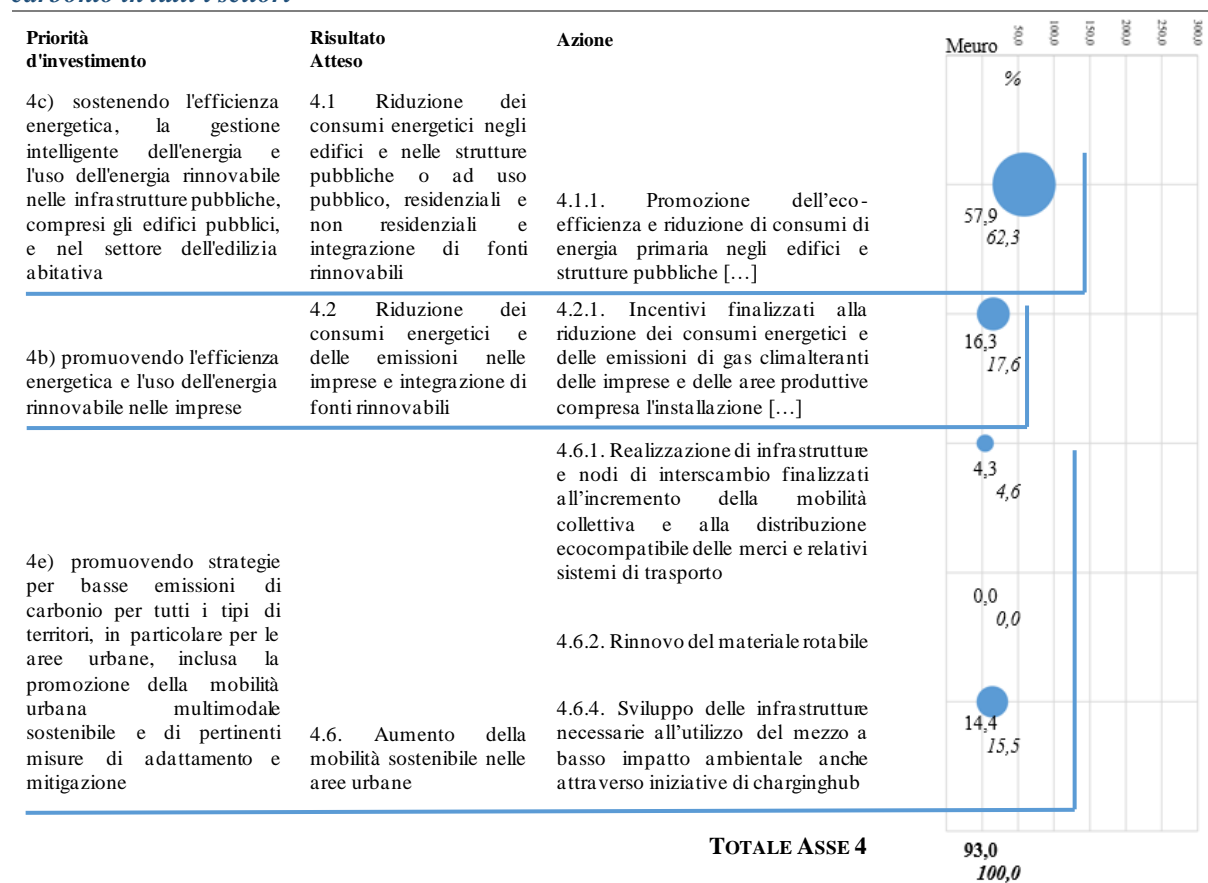 carbonio in tutti i settori
Priorità
d'investimento
Risultato
Atteso
Azione
Meuro
50,0
100,0
150,0
200,0
250,0
300,0
%
4c) sostenendo l'efficienza
energetica, la gestione
intelligente dell'energia e
l'uso dell'energia rinnovabile
nelle infrastrutture pubbliche,
compresi gli edifici pubblici,
e nel settore dell'edilizia
abitativa
4.1 Riduzione dei
consumi energetici negli
edifici e nelle strutture
pubbliche o ad uso
pubblico, residenziali e
non residenziali e
integrazione di fonti
rinnovabili
4.1.1. Promozione dell'eco-
efficienza e riduzione di consumi di
energia primaria negli edifici e
strutture pubbliche […]
57,9
62,3
4b) promuovendo l'efficienza
energetica e l'uso dell'energia
rinnovabile nelle imprese
4.2 Riduzione dei
consumi energetici e
delle emissioni nelle
imprese e integrazione di
fonti rinnovabili
4.2.1. Incentivi finalizzati alla
riduzione dei consumi energetici e
delle emissioni di gas climalteranti
delle imprese e delle aree produttive
compresa l'installazione […]
16,3
17,6
4e) promuovendo strategie
per basse emissioni di
carbonio per tutti i tipi di
territori, in particolare per le
aree urbane, inclusa la
promozione della mobilità
urbana multimodale
sostenibile e di pertinenti
misure di adattamento e
mitigazione
4.6. Aumento della
mobilità sostenibile nelle
aree urbane
4.6.1. Realizzazione di infrastrutture
e nodi di interscambio finalizzati
all’incremento della mobilità
collettiva e alla distribuzione
ecocompatibile delle merci e relativi
sistemi di trasporto
4,3
4,6
4.6.2. Rinnovo del materiale rotabile
0,0
0,0
4.6.4. Sviluppo delle infrastrutture
necessarie all’utilizzo del mezzo a
basso impatto ambientale anche
attraverso iniziative di charginghub
14,4
15,5
TOTALE ASSE 4
93,0
100,0